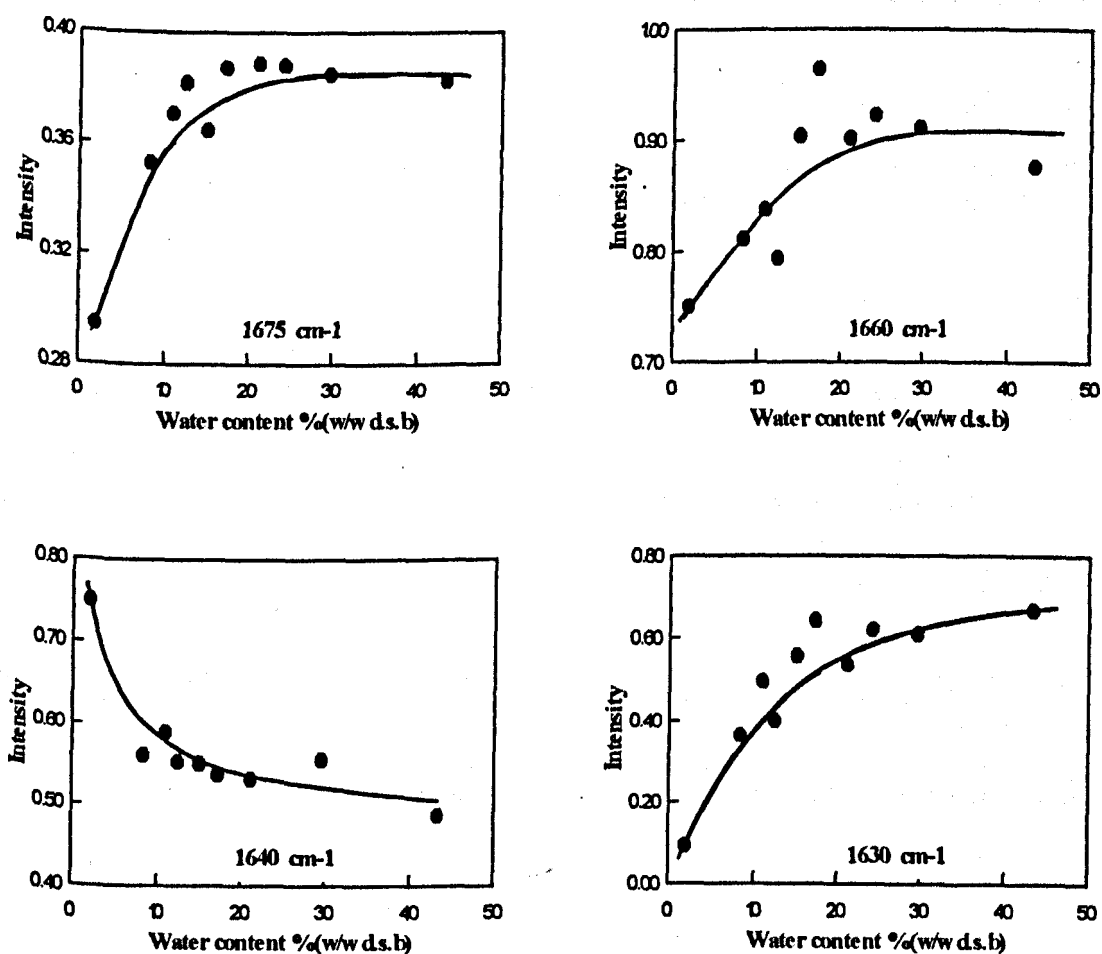 0.40
0.36
0.32
0.28
Intensity
1675 cm-1
0 10 20 30 40 50
Water content %(w/w d.s.b)
1.00
0.90
0.80
0.70
Intensity
1660 cm-1
0 10 20 30 40 50
Water content %(w/w d.s.b)
0.80
0.70
0.60
0.50
0.40
Intensity
1640 cm-1
0 10 20 30 40 50
Water content %(w/w d.s.b)
0.80
0.60
0.40
0.20
0.00
Intensity
1630 cm-1
0 10 20 30 40 50
Water content %(w/w d.s.b)